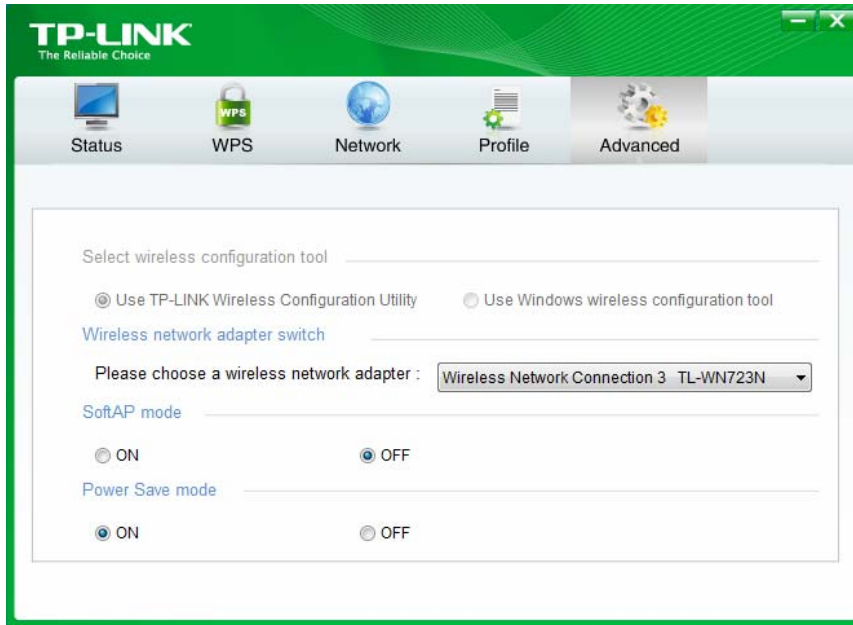 TP-LINK
The Reliable Choice
WPS
Status WPS Network Profile Advanced
Select wireless configuration tool
Use TP-LINK Wireless Configuration Utility Use Windows wireless configuration tool
Wireless network adapter switch
Please choose a wireless network adapter : Wireless Network Connection 3 TL-WN723N
SoftAP mode
ON OFF
Power Save mode
ON OFF